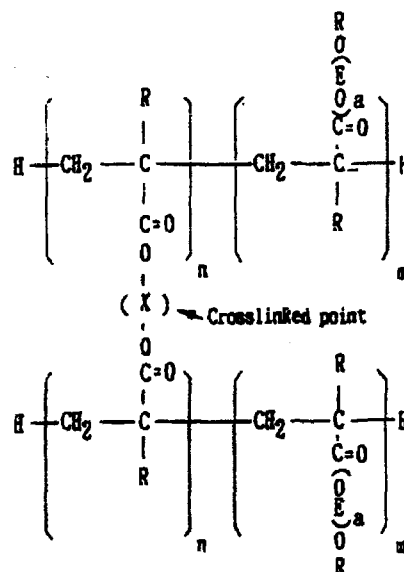 R
O
(E)
R (O)a
C=O
H CH2 C CH2 C H
C=O R
O n m
(X) Crosslinked point
O
C=O R
H CH2 C CH2 C H
R C=O
(O)
(E)
n a m
O
R